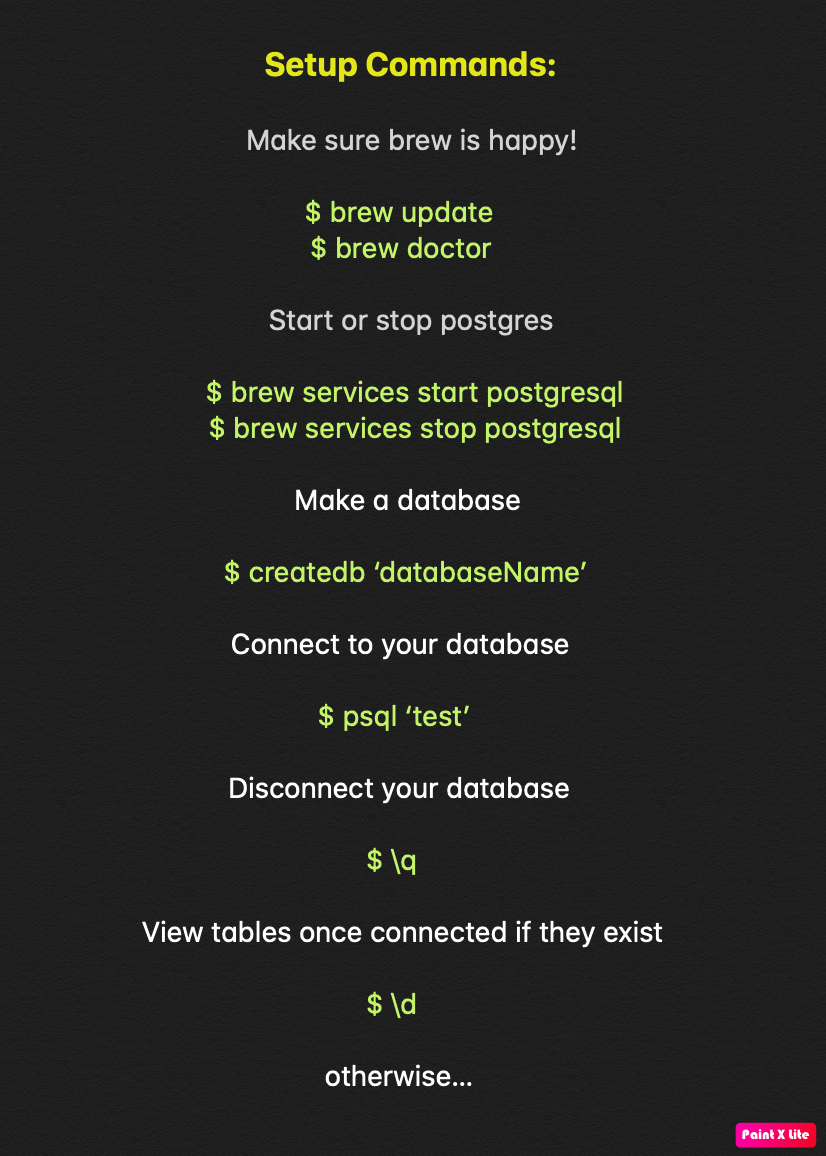 Setup Commands:
Make sure brew is happy!
$ brew update
$ brew doctor
Start or stop postgres
$ brew services start postgresql
$ brew services stop postgresql
Make a database
$ createdb ‘databaseName’
Connect to your database
$ psql ‘test’
Disconnect your database
$ \q
View tables once connected if they exist
$ \d
otherwise...
Paint X Lite